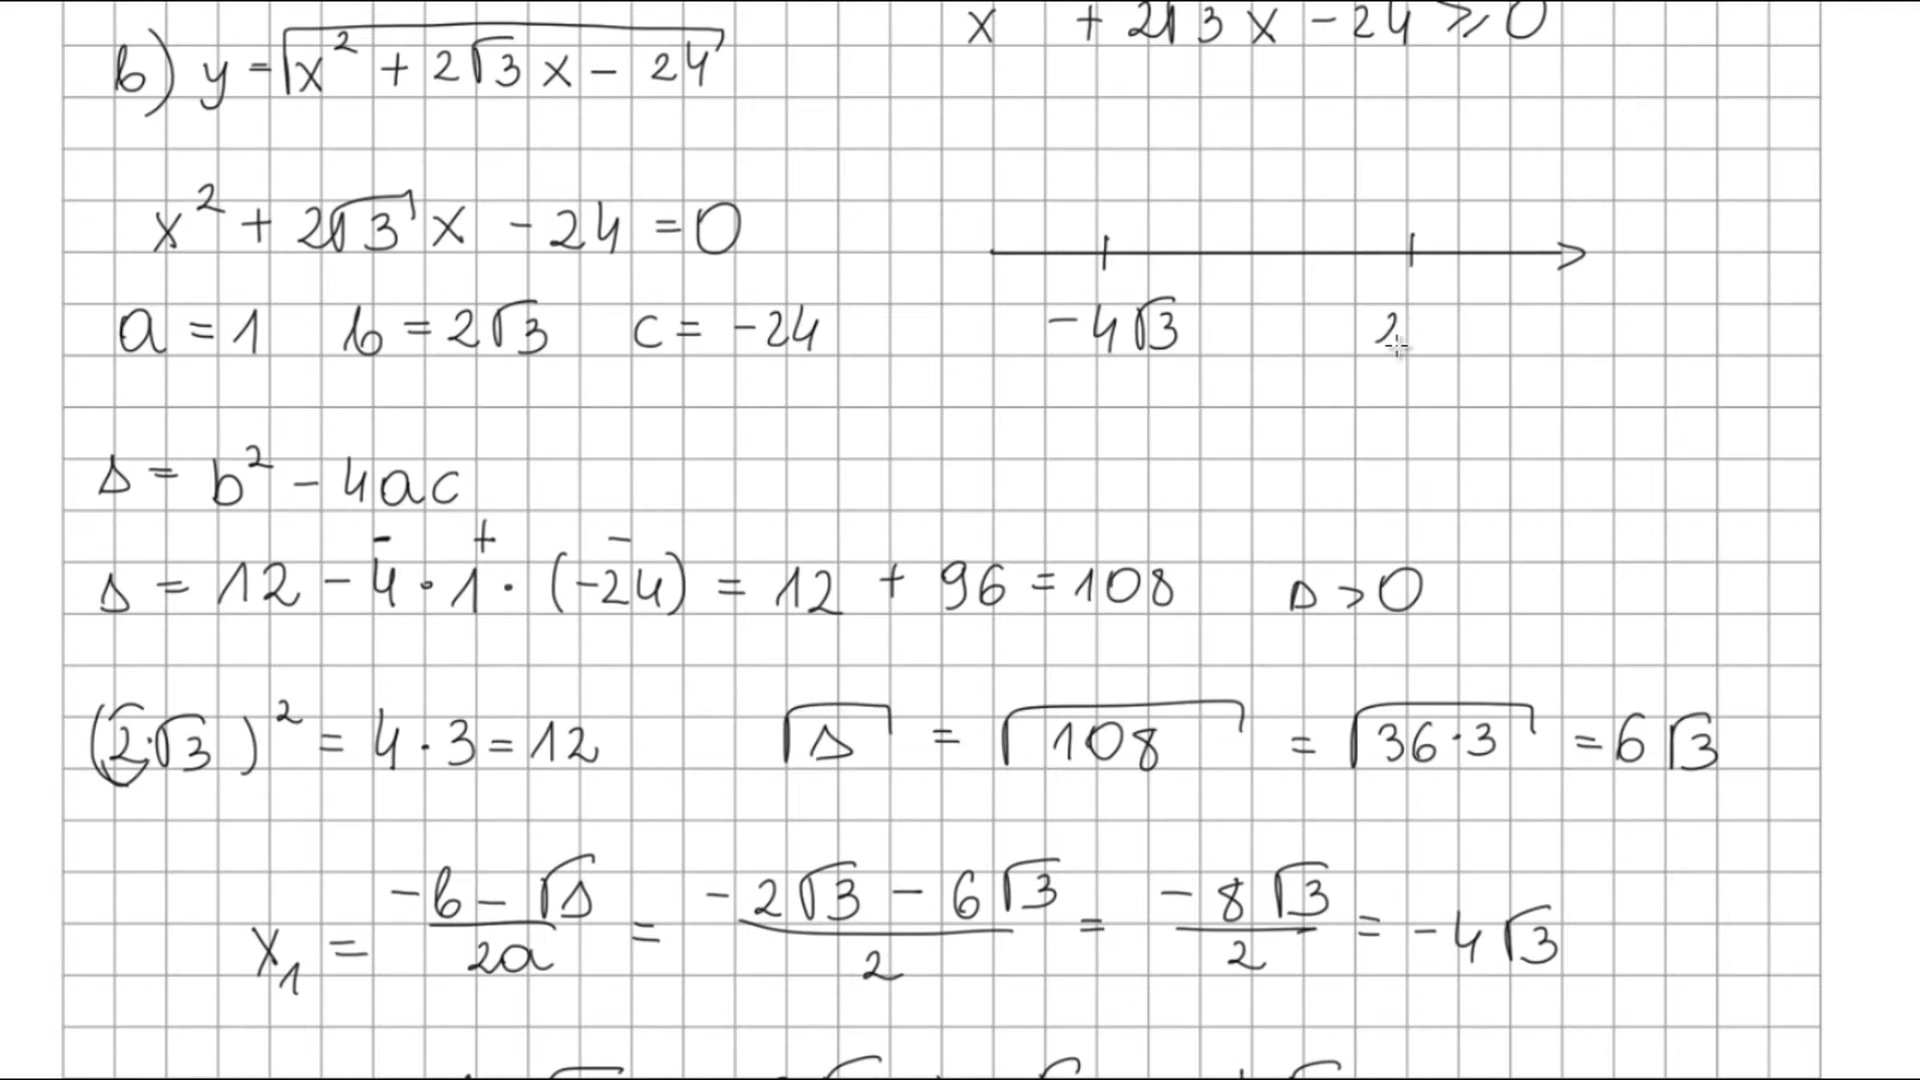 b) y = √(x² + 2√3 x - 24)
x + 2√3 x - 24 ⩾ 0
x² + 2√3 x - 24 = 0
a = 1 b = 2√3 c = -24
-4√3 2
Δ = b² - 4ac
- + -
Δ = 12 - 4 · 1 · (-24) = 12 + 96 = 108 Δ > 0
(2·√3)² = 4 · 3 = 12 √Δ = √108 = √36·3 = 6√3
x₁ = (-b - √Δ)/2a = (-2√3 - 6√3)/2 = (-8√3)/2 = -4√3